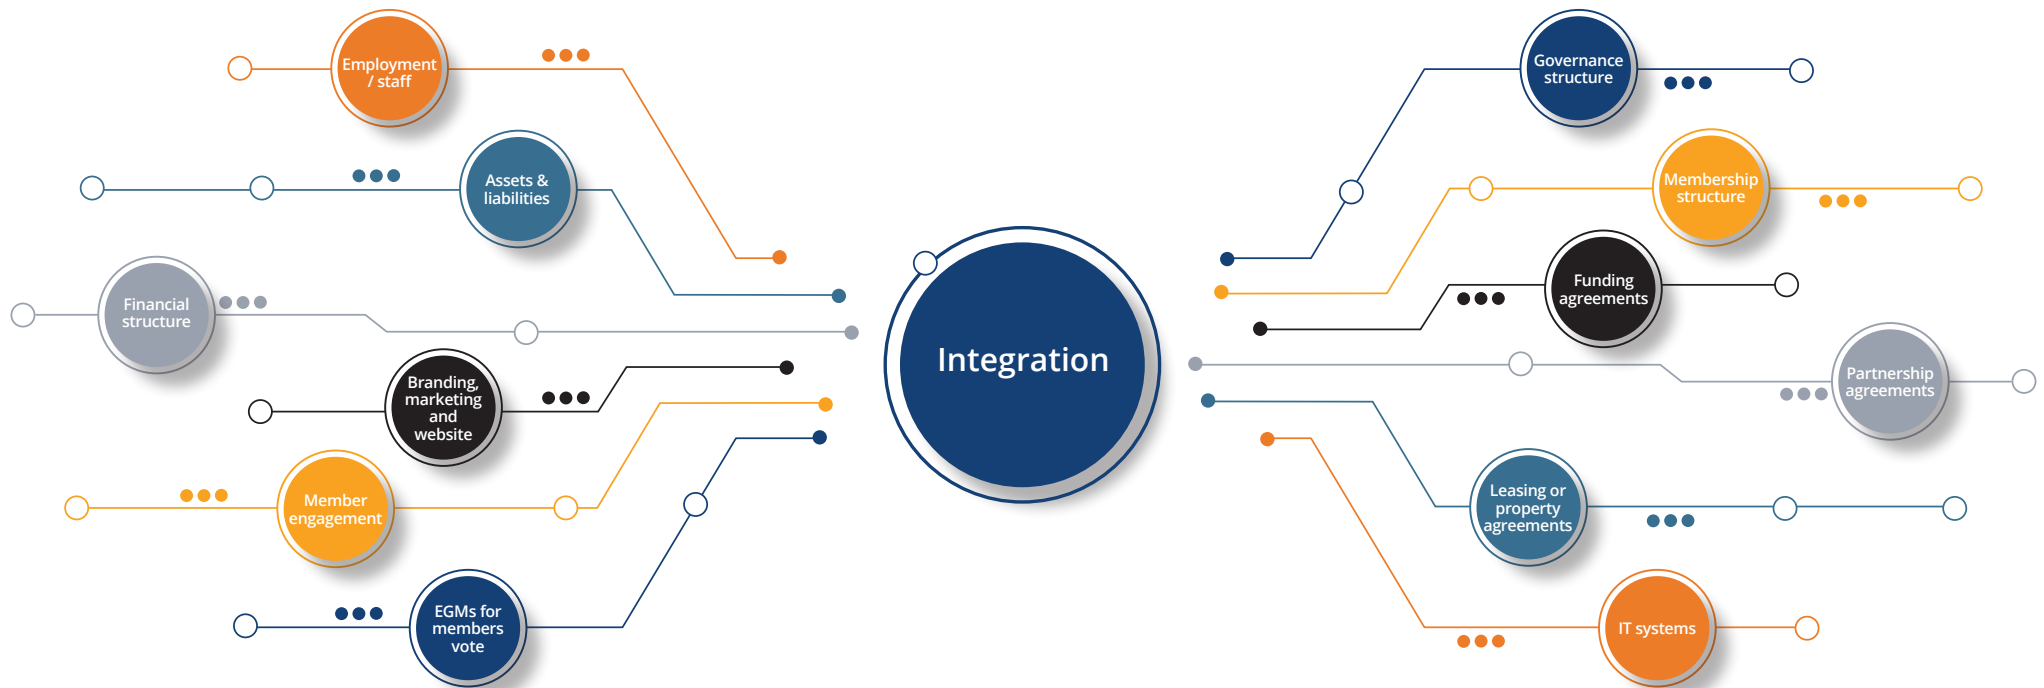 Employment
/ staff
Assets &
liabilities
Financial
structure
Branding,
marketing
and
website
Member
engagement
EGMs for
members
vote
Integration
Governance
structure
Membership
structure
Funding
agreements
Partnership
agreements
Leasing or
property
agreements
IT systems